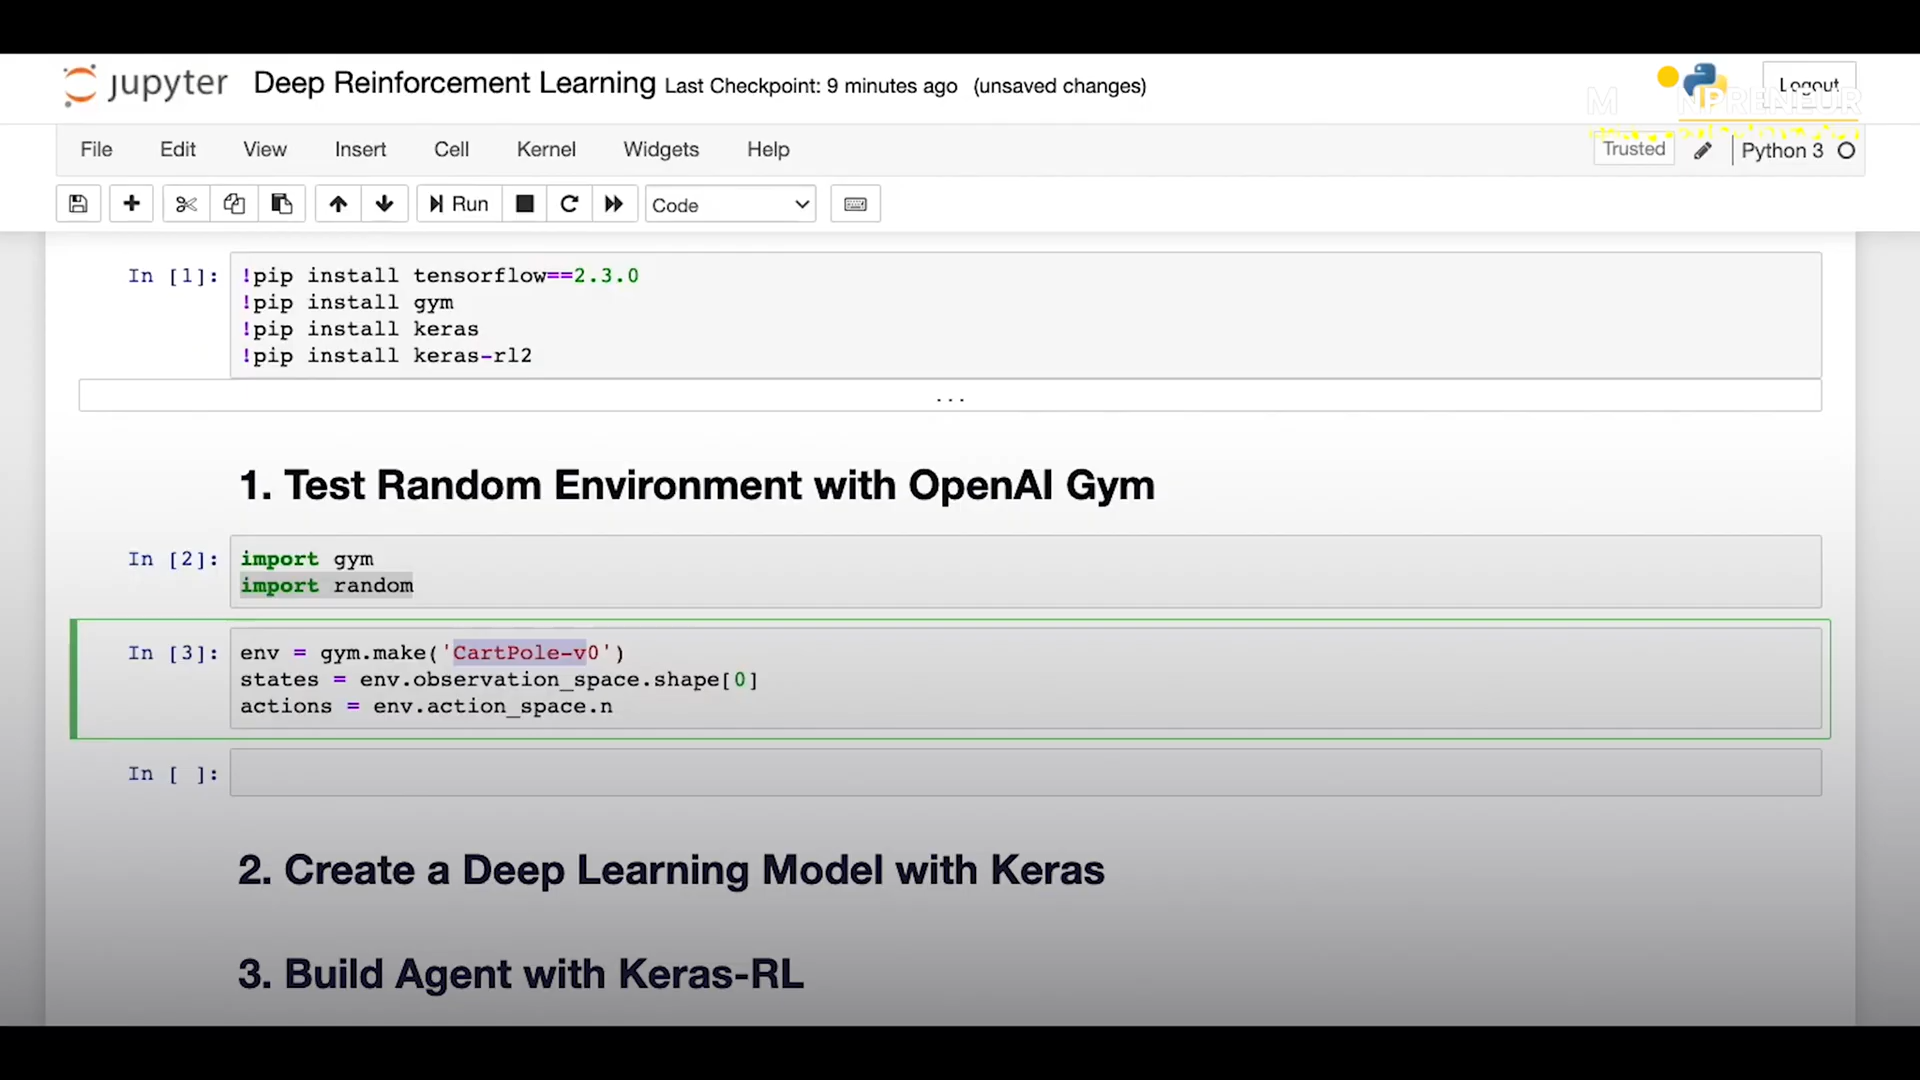 jupyter Deep Reinforcement Learning Last Checkpoint: 9 minutes ago (unsaved changes)
Logout
NPRENEUR
File Edit View Insert Cell Kernel Widgets Help
Trusted Python 3
Run Code
In [1]: !pip install tensorflow==2.3.0
!pip install gym
!pip install keras
!pip install keras-rl2
...
1. Test Random Environment with OpenAI Gym
In [2]: import gym
import random
In [3]: env = gym.make('CartPole-v0')
states = env.observation_space.shape[0]
actions = env.action_space.n
In [ ]:
2. Create a Deep Learning Model with Keras
3. Build Agent with Keras-RL